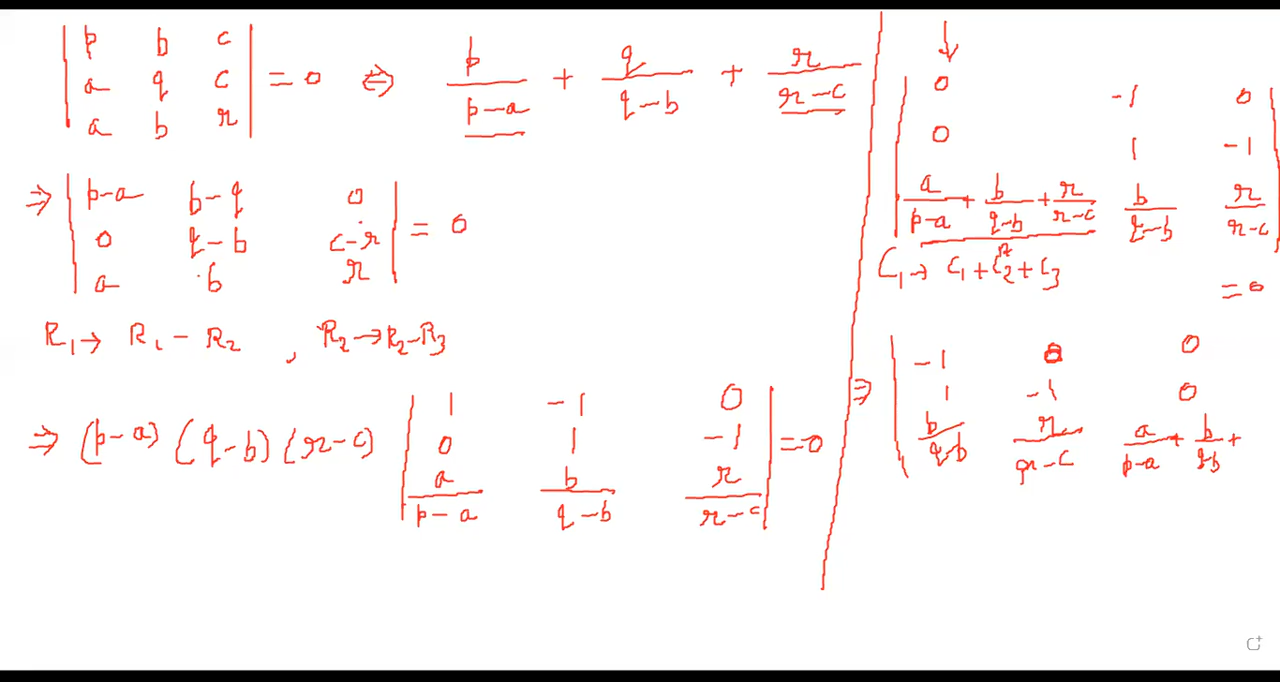 | p b c |
| a q c | = 0 ⇔ p/(p-a) + q/(q-b) + r/(r-c)
| a b r |
⇒ | p-a b-q 0 |
| 0 q-b c-r | = 0
| a b r |
R₁→ R₁ - R₂ , R₂→R₂-R₃
⇒ (p-a) (q-b) (r-c) | 1 -1 0 |
| 0 1 -1 | =0
| a/(p-a) b/(q-b) r/(r-c) |
↓
| 0 -1 0 |
| 0 1 -1 |
| a/(p-a) + b/(q-b) + r/(r-c) b/(q-b) r/(r-c) |
C₁→ C₁+C₂+C₃
=0
⇒ | -1 0 0
| 1 -1 0
| b/(q-b) r/(r-c) a/(p-a) + b/(q-b) +